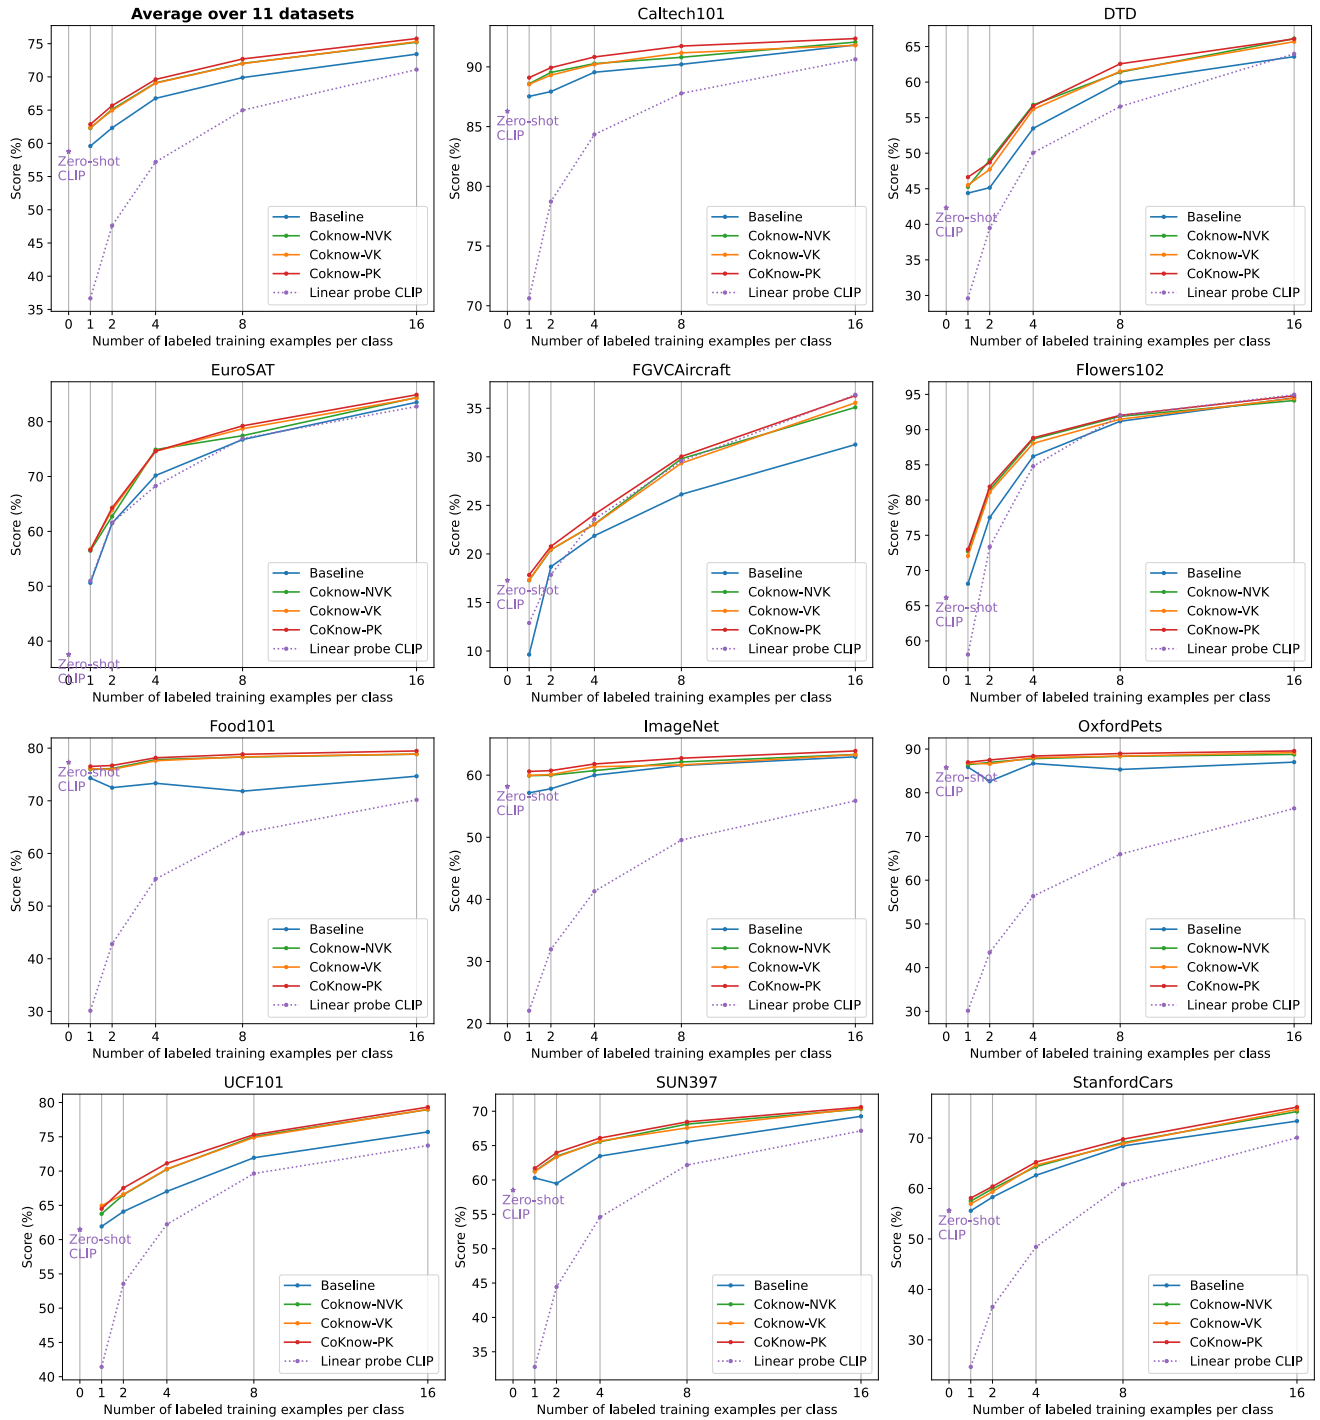 Average over 11 datasets
Score (%)
75
70
65
60
55
50
45
40
35
Zero-shot
CLIP
Baseline
Coknow-NVK
Coknow-VK
CoKnow-PK
Linear probe CLIP
0 1 2 4 8 16
Number of labeled training examples per class
Caltech101
Score (%)
90
85
80
75
70
Zero-shot
CLIP
Baseline
Coknow-NVK
Coknow-VK
CoKnow-PK
Linear probe CLIP
0 1 2 4 8 16
Number of labeled training examples per class
DTD
Score (%)
65
60
55
50
45
40
35
30
Zero-shot
CLIP
Baseline
Coknow-NVK
Coknow-VK
CoKnow-PK
Linear probe CLIP
0 1 2 4 8 16
Number of labeled training examples per class
EuroSAT
Score (%)
80
70
60
50
40
Zero-shot
CLIP
Baseline
Coknow-NVK
Coknow-VK
CoKnow-PK
Linear probe CLIP
0 1 2 4 8 16
Number of labeled training examples per class
FGVCAircraft
Score (%)
35
30
25
20
15
10
Zero-shot
CLIP
Baseline
Coknow-NVK
Coknow-VK
CoKnow-PK
Linear probe CLIP
0 1 2 4 8 16
Number of labeled training examples per class
Flowers102
Score (%)
95
90
85
80
75
70
65
60
Zero-shot
CLIP
Baseline
Coknow-NVK
Coknow-VK
CoKnow-PK
Linear probe CLIP
0 1 2 4 8 16
Number of labeled training examples per class
Food101
Score (%)
80
70
60
50
40
30
Zero-shot
CLIP
Baseline
Coknow-NVK
Coknow-VK
CoKnow-PK
Linear probe CLIP
0 1 2 4 8 16
Number of labeled training examples per class
ImageNet
Score (%)
60
50
40
30
20
Zero-shot
CLIP
Baseline
Coknow-NVK
Coknow-VK
CoKnow-PK
Linear probe CLIP
0 1 2 4 8 16
Number of labeled training examples per class
OxfordPets
Score (%)
90
80
70
60
50
40
30
Zero-shot
CLIP
Baseline
Coknow-NVK
Coknow-VK
CoKnow-PK
Linear probe CLIP
0 1 2 4 8 16
Number of labeled training examples per class
UCF101
Score (%)
80
75
70
65
60
55
50
45
40
Zero-shot
CLIP
Baseline
Coknow-NVK
Coknow-VK
CoKnow-PK
Linear probe CLIP
0 1 2 4 8 16
Number of labeled training examples per class
SUN397
Score (%)
70
65
60
55
50
45
40
35
Zero-shot
CLIP
Baseline
Coknow-NVK
Coknow-VK
CoKnow-PK
Linear probe CLIP
0 1 2 4 8 16
Number of labeled training examples per class
StanfordCars
Score (%)
70
60
50
40
30
Zero-shot
CLIP
Baseline
Coknow-NVK
Coknow-VK
CoKnow-PK
Linear probe CLIP
0 1 2 4 8 16
Number of labeled training examples per class